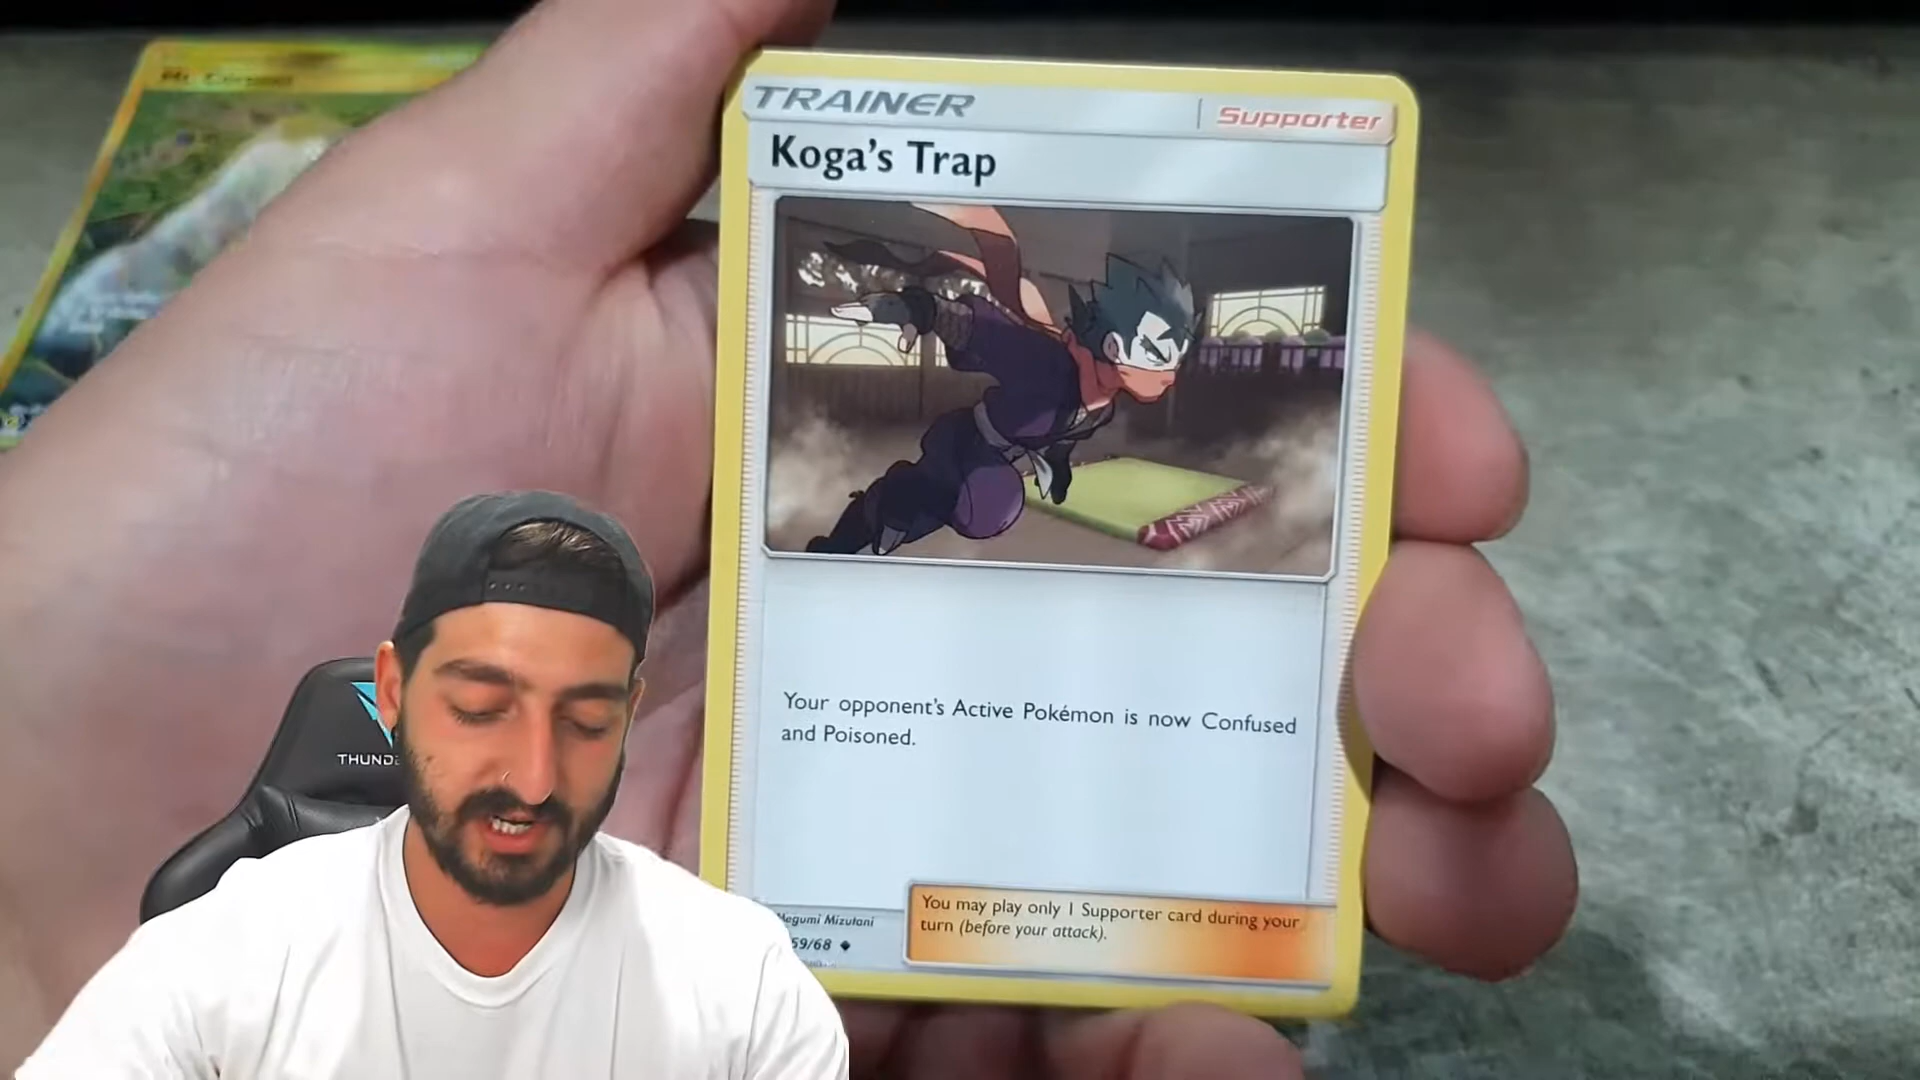 TRAINER
Supporter
Koga's Trap
Your opponent's Active Pokémon is now Confused
and Poisoned.
You may play only 1 Supporter card during your
turn (before your attack).
Megumi Mizutani
59/68
THUNDE